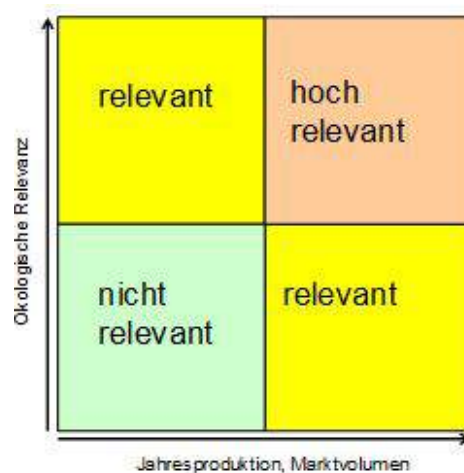 relevant
hoch
relevant
Ökologische Relevanz
nicht
relevant
relevant
Jahresproduktion, Marktvolumen